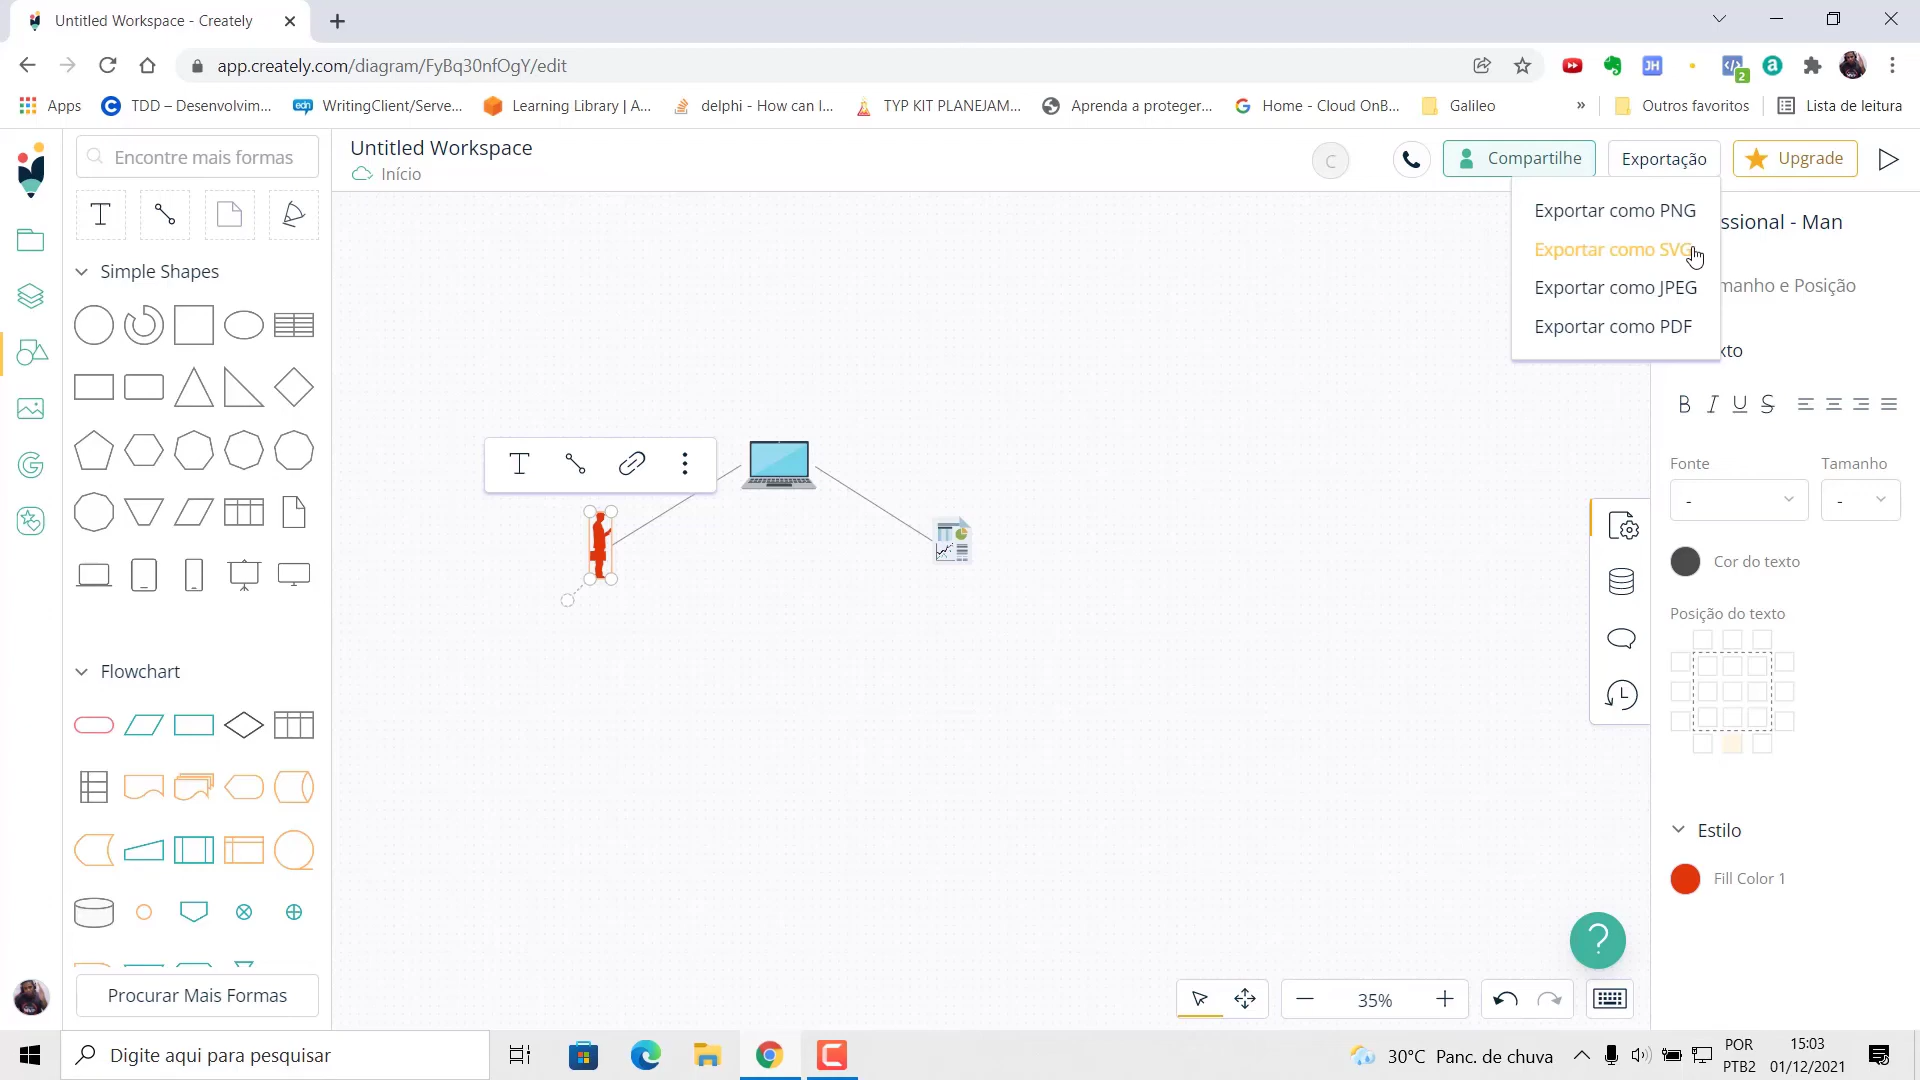 Untitled Workspace - Creately
app.creately.com/diagram/FyBq30nfOgY/edit
JH
2
a
Apps
TDD – Desenvolvim...
WritingClient/Serve...
Learning Library | A...
delphi - How can I...
TYP KIT PLANEJAM...
Aprenda a proteger...
Home - Cloud OnB...
Galileo
»
Outros favoritos
Lista de leitura
Encontre mais formas
Untitled Workspace
Início
C
Compartilhe
Exportação
Upgrade
Exportar como PNG
Exportar como SVG
Exportar como JPEG
Exportar como PDF
ssional - Man
manho e Posição
xto
T
Simple Shapes
B I U S
T
Fonte
Tamanho
-
-
Cor do texto
Posição do texto
Flowchart
Estilo
Fill Color 1
?
Procurar Mais Formas
35%
Digite aqui para pesquisar
30°C Panc. de chuva
POR
PTB2
15:03
01/12/2021